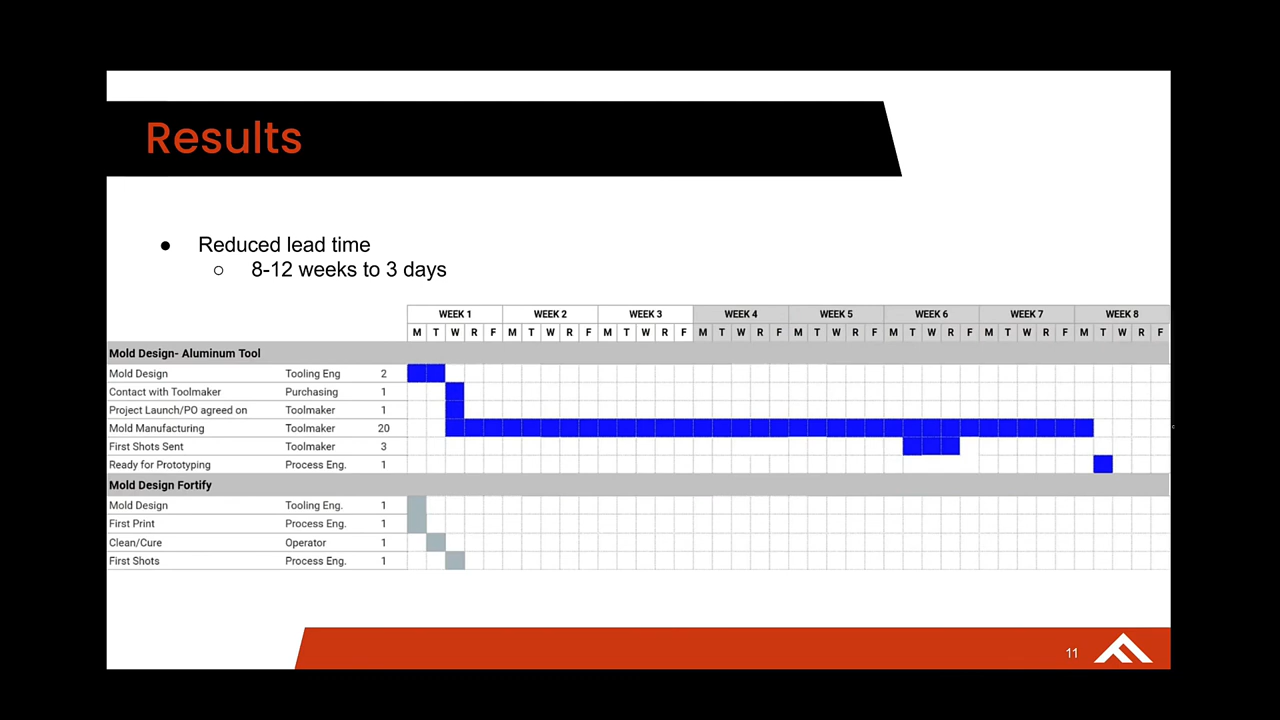 Results
● Reduced lead time
○ 8-12 weeks to 3 days
WEEK 1 WEEK 2 WEEK 3 WEEK 4 WEEK 5 WEEK 6 WEEK 7 WEEK 8
M T W R F M T W R F M T W R F M T W R F M T W R F M T W R F M T W R F M T W R F
Mold Design- Aluminum Tool
Mold Design Tooling Eng 2
Contact with Toolmaker Purchasing 1
Project Launch/PO agreed on Toolmaker 1
Mold Manufacturing Toolmaker 20
First Shots Sent Toolmaker 3
Ready for Prototyping Process Eng. 1
Mold Design Fortify
Mold Design Tooling Eng. 1
First Print Process Eng. 1
Clean/Cure Operator 1
First Shots Process Eng. 1
11